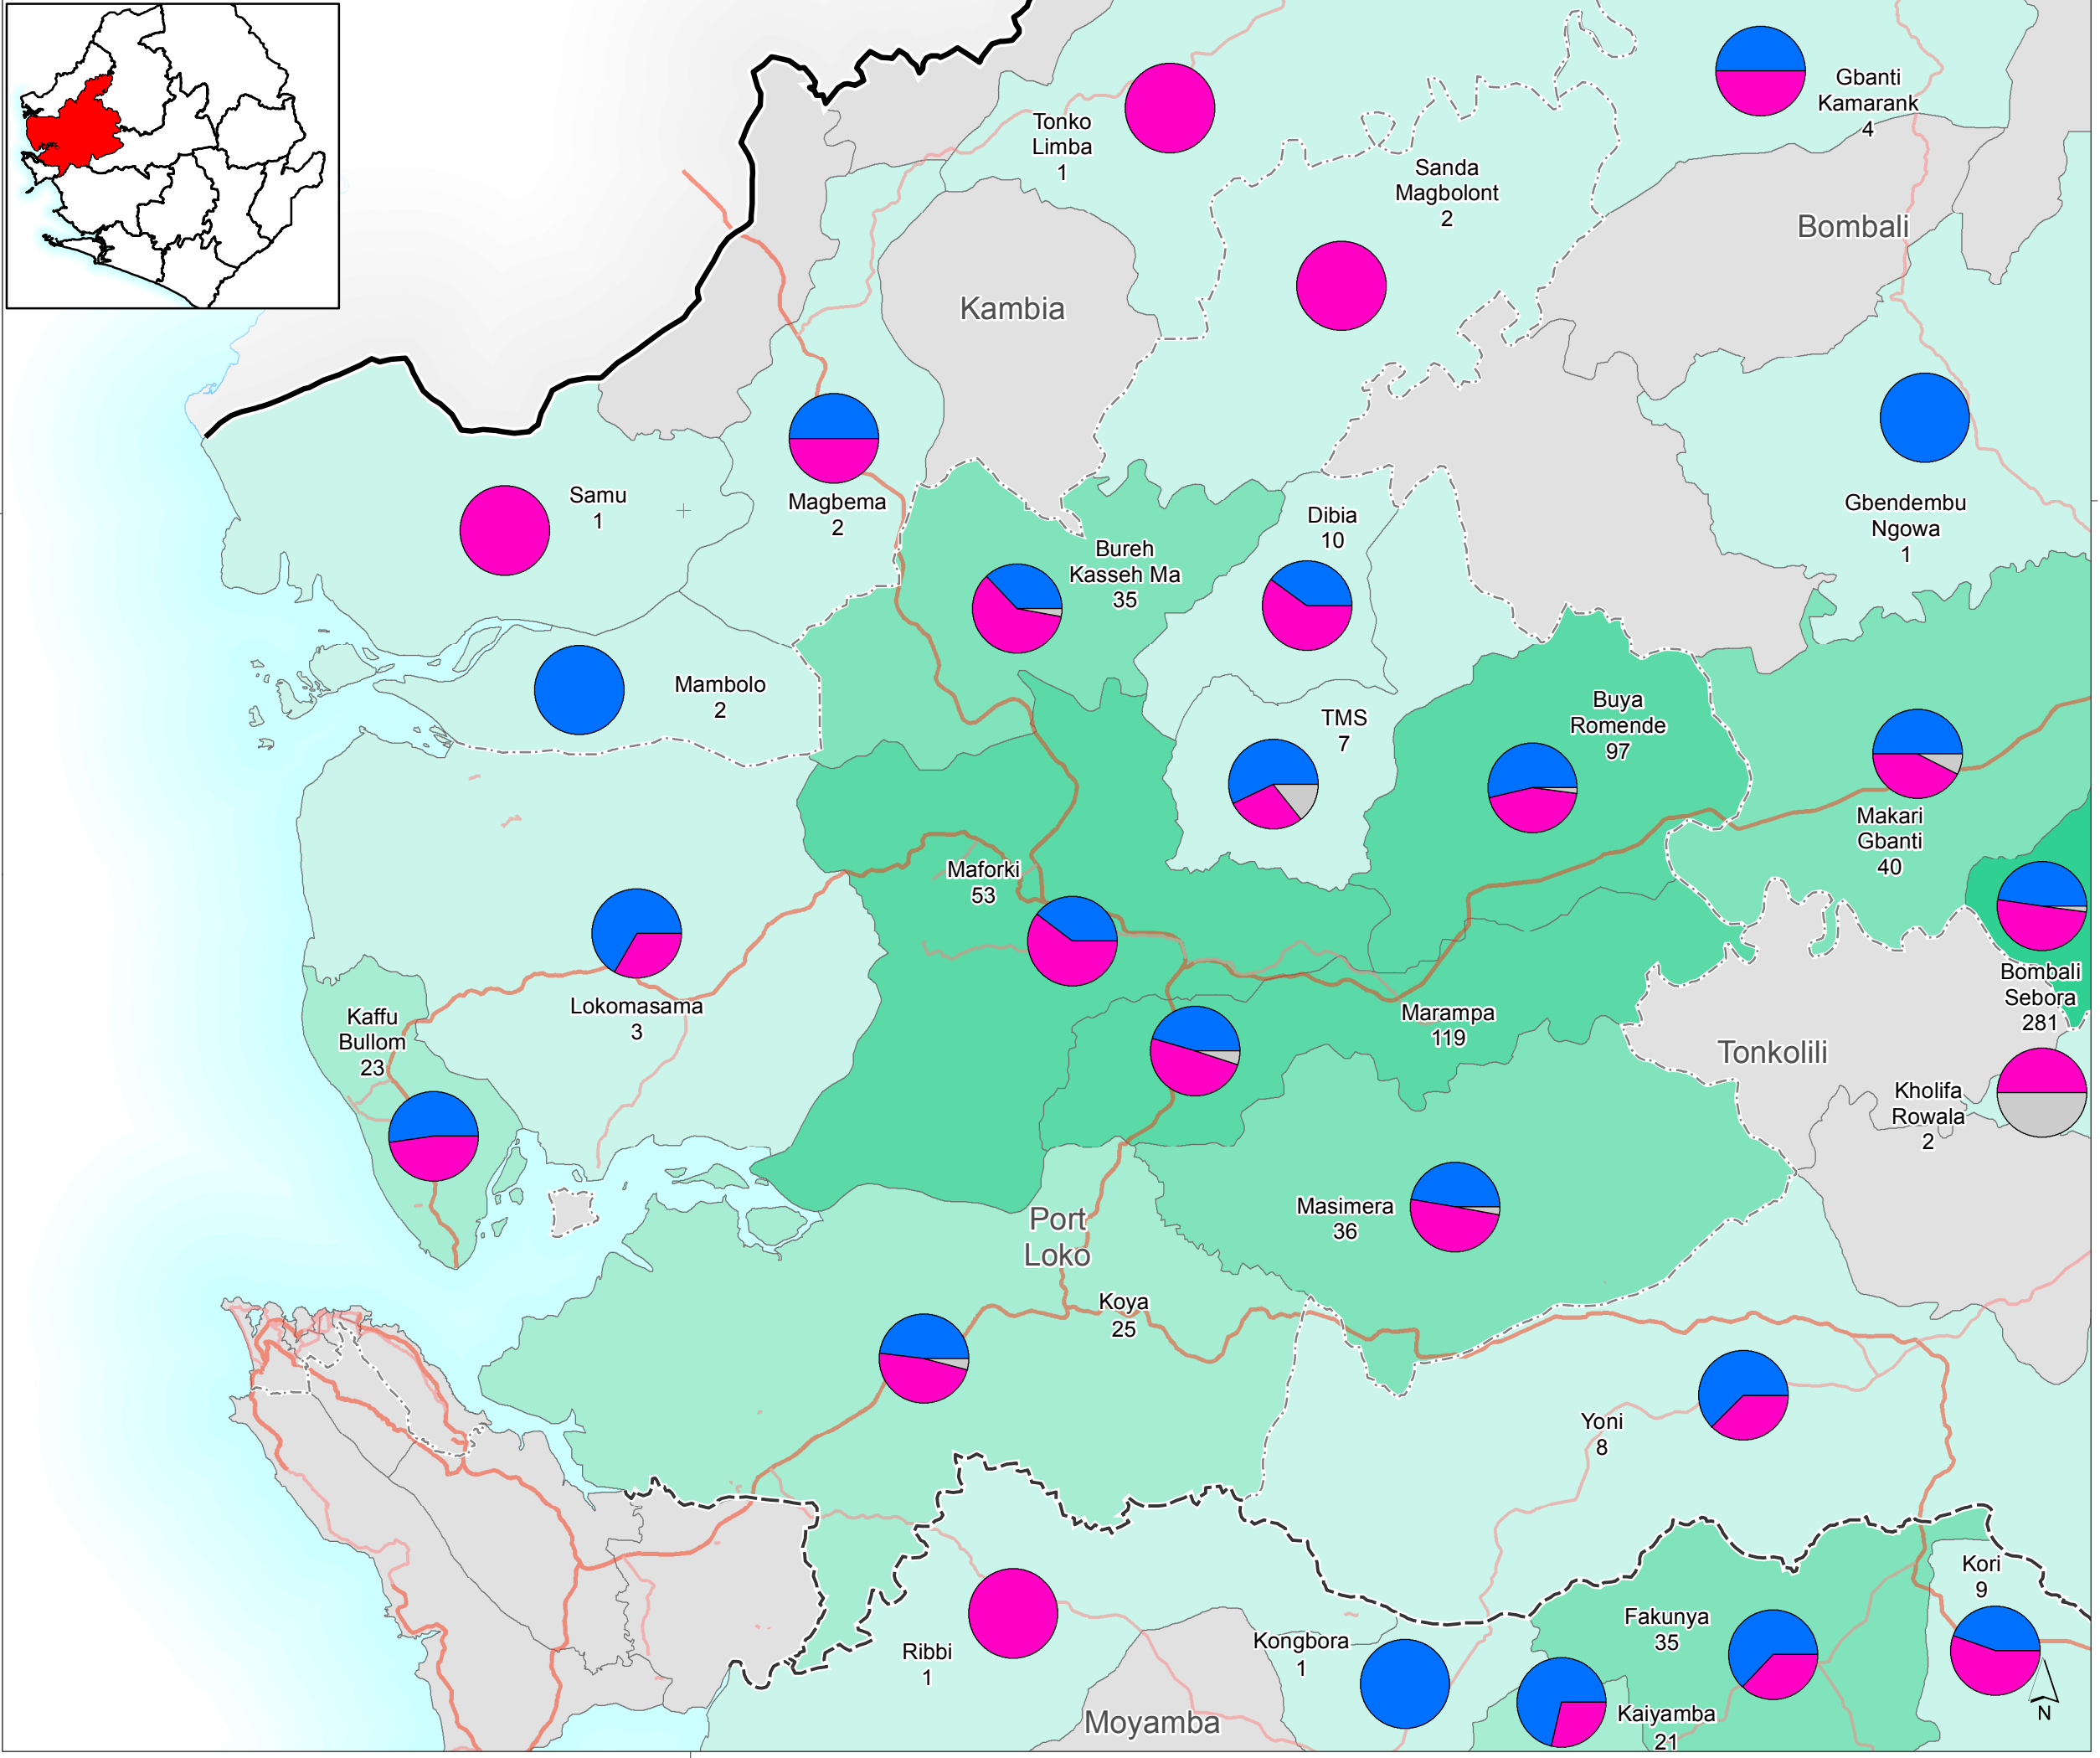 Gbanti
Kamarank
4
Tonko
Limba
1
Sanda
Magbolont
2
Bombali
Kambia
Samu
1
Magbema
2
Gbendembu
Ngowa
1
Dibia
10
Bureh
Kasseh Ma
35
Mambolo
2
TMS
7
Buya
Romende
97
Makari
Gbanti
40
Maforki
53
Bombali
Sebora
281
Lokomasama
3
Kaffu
Bullom
23
Marampa
119
Tonkolili
Kholifa
Rowala
2
Masimera
36
Port
Loko
Koya
25
Yoni
8
Kori
9
Fakunya
35
Ribbi
1
Kongbora
1
Kaiyamba
21
Moyamba
N